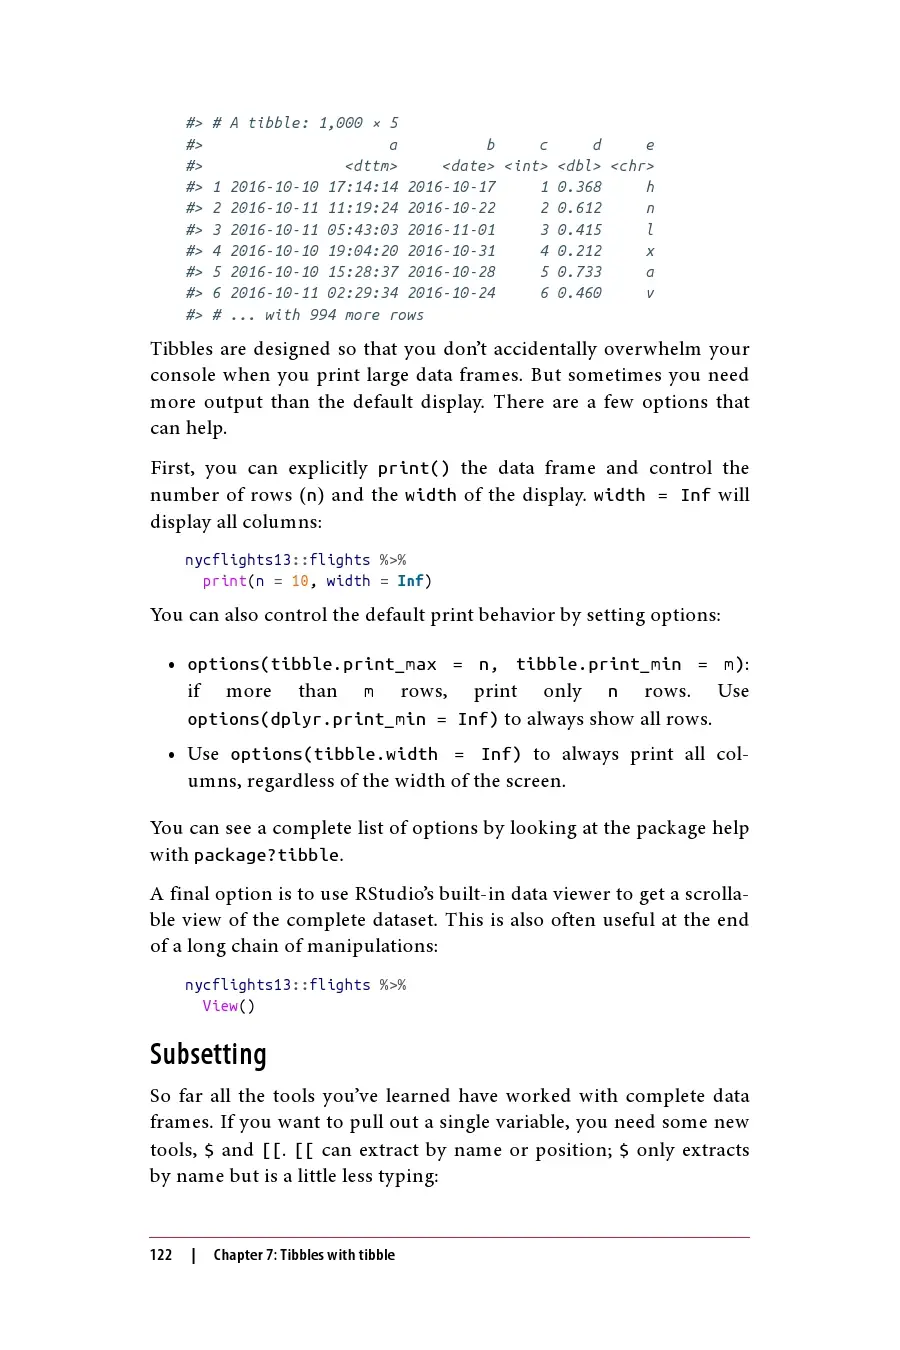 #> # A tibble: 1,000 × 5
#>                     a          b     c     d     e
#>                <dttm>     <date> <int> <dbl> <chr>
#> 1 2016-10-10 17:14:14 2016-10-17     1 0.368     h
#> 2 2016-10-11 11:19:24 2016-10-22     2 0.612     n
#> 3 2016-10-11 05:43:03 2016-11-01     3 0.415     l
#> 4 2016-10-10 19:04:20 2016-10-31     4 0.212     x
#> 5 2016-10-10 15:28:37 2016-10-28     5 0.733     a
#> 6 2016-10-11 02:29:34 2016-10-24     6 0.460     v
#> # ... with 994 more rows
Tibbles are designed so that you don’t accidentally overwhelm your
console when you print large data frames. But sometimes you need
more output than the default display. There are a few options that
can help.
First, you can explicitly print() the data frame and control the
number of rows (n) and the width of the display. width = Inf will
display all columns:
nycflights13::flights %>%
  print(n = 10, width = Inf)
You can also control the default print behavior by setting options:
• options(tibble.print_max = n, tibble.print_min = m):
if more than m rows, print only n rows. Use
options(dplyr.print_min = Inf) to always show all rows.
• Use options(tibble.width = Inf) to always print all col-
umns, regardless of the width of the screen.
You can see a complete list of options by looking at the package help
with package?tibble.
A final option is to use RStudio’s built-in data viewer to get a scrolla-
ble view of the complete dataset. This is also often useful at the end
of a long chain of manipulations:
nycflights13::flights %>%
  View()
Subsetting
So far all the tools you’ve learned have worked with complete data
frames. If you want to pull out a single variable, you need some new
tools, $ and [[. [[ can extract by name or position; $ only extracts
by name but is a little less typing:
122 | Chapter 7: Tibbles with tibble